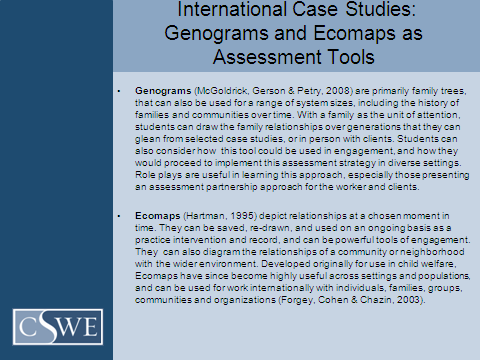 International Case Studies:
Genograms and Ecomaps as
Assessment Tools
• Genograms (McGoldrick, Gerson & Petry, 2008) are primarily family trees,
that can also be used for a range of system sizes, including the history of
families and communities over time. With a family as the unit of attention,
students can draw the family relationships over generations that they can
glean from selected case studies, or in person with clients. Students can
also consider how this tool could be used in engagement, and how they
would proceed to implement this assessment strategy in diverse settings.
Role plays are useful in learning this approach, especially those presenting
an assessment partnership approach for the worker and clients.
• Ecomaps (Hartman, 1995) depict relationships at a chosen moment in
time. They can be saved, re-drawn, and used on an ongoing basis as a
practice intervention and record, and can be powerful tools of engagement.
They can also diagram the relationships of a community or neighborhood
with the wider environment. Developed originally for use in child welfare,
Ecomaps have since become highly useful across settings and populations,
and can be used for work internationally with individuals, families, groups,
communities and organizations (Forgey, Cohen & Chazin, 2003).
CSWE